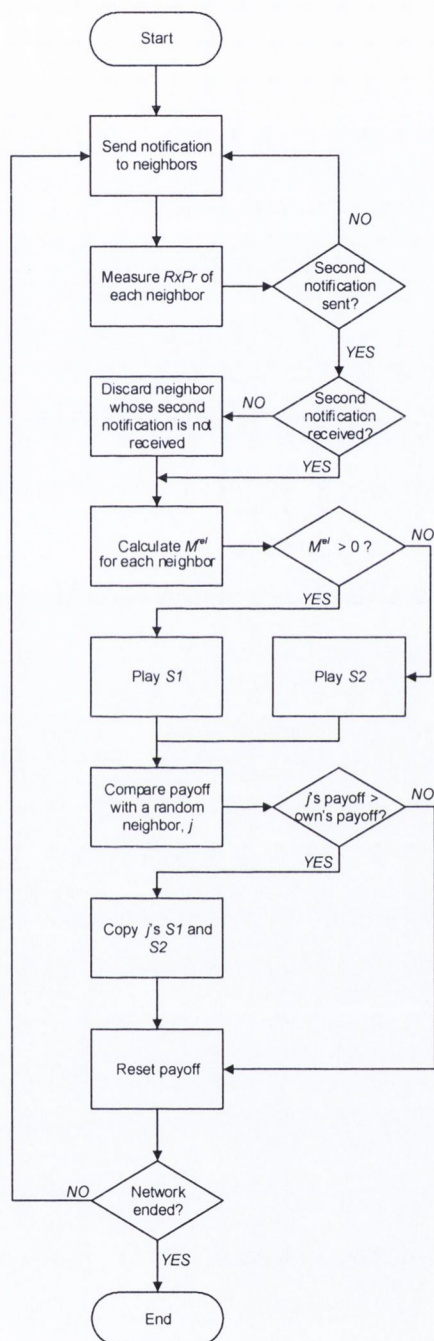 Start
Send notification
to neighbors
NO
Measure RxPr of
each neighbor
Second
notification
sent?
YES
Discard neighbor
whose second
notification is not
received
NO
Second
notification
received?
YES
Calculate M^rel
for each neighbor
M^rel > 0 ?
NO
YES
Play S1
Play S2
Compare payoff
with a random
neighbor, j
j's payoff >
own's payoff?
NO
YES
Copy j's S1 and
S2
Reset payoff
NO
Network
ended?
YES
End